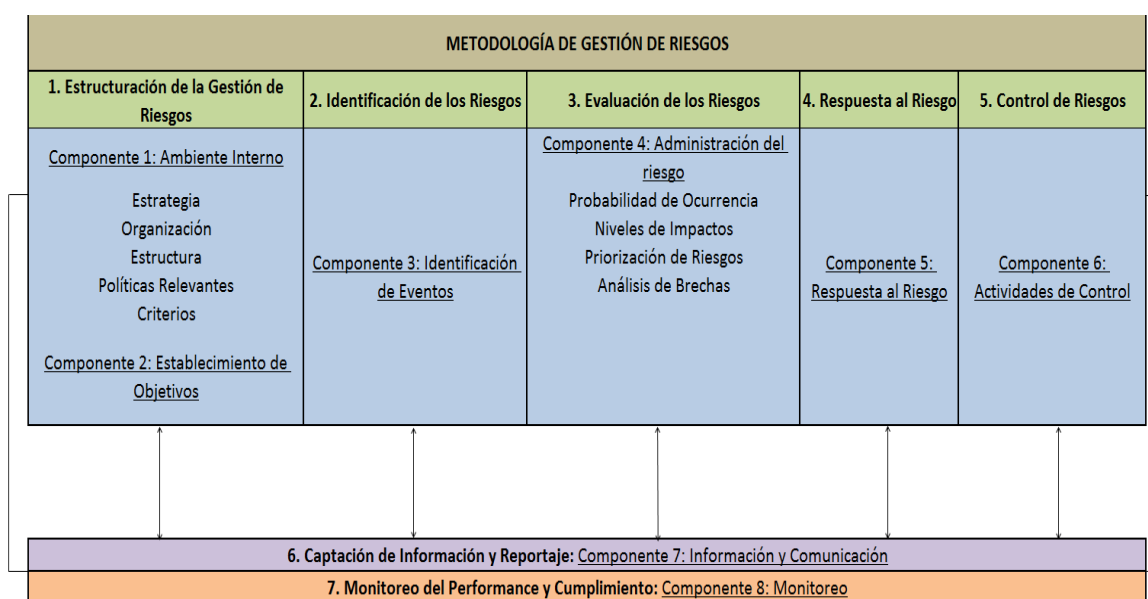 METODOLOGÍA DE GESTIÓN DE RIESGOS
1. Estructuración de la Gestión de
Riesgos
2. Identificación de los Riesgos
3. Evaluación de los Riesgos
4. Respuesta al Riesgo
5. Control de Riesgos
Componente 1: Ambiente Interno
Estrategia
Organización
Estructura
Políticas Relevantes
Criterios
Componente 2: Establecimiento de
Objetivos
Componente 3: Identificación
de Eventos
Componente 4: Administración del
riesgo
Probabilidad de Ocurrencia
Niveles de Impactos
Priorización de Riesgos
Análisis de Brechas
Componente 5:
Respuesta al Riesgo
Componente 6:
Actividades de Control
6. Captación de Información y Reportaje: Componente 7: Información y Comunicación
7. Monitoreo del Performance y Cumplimiento: Componente 8: Monitoreo